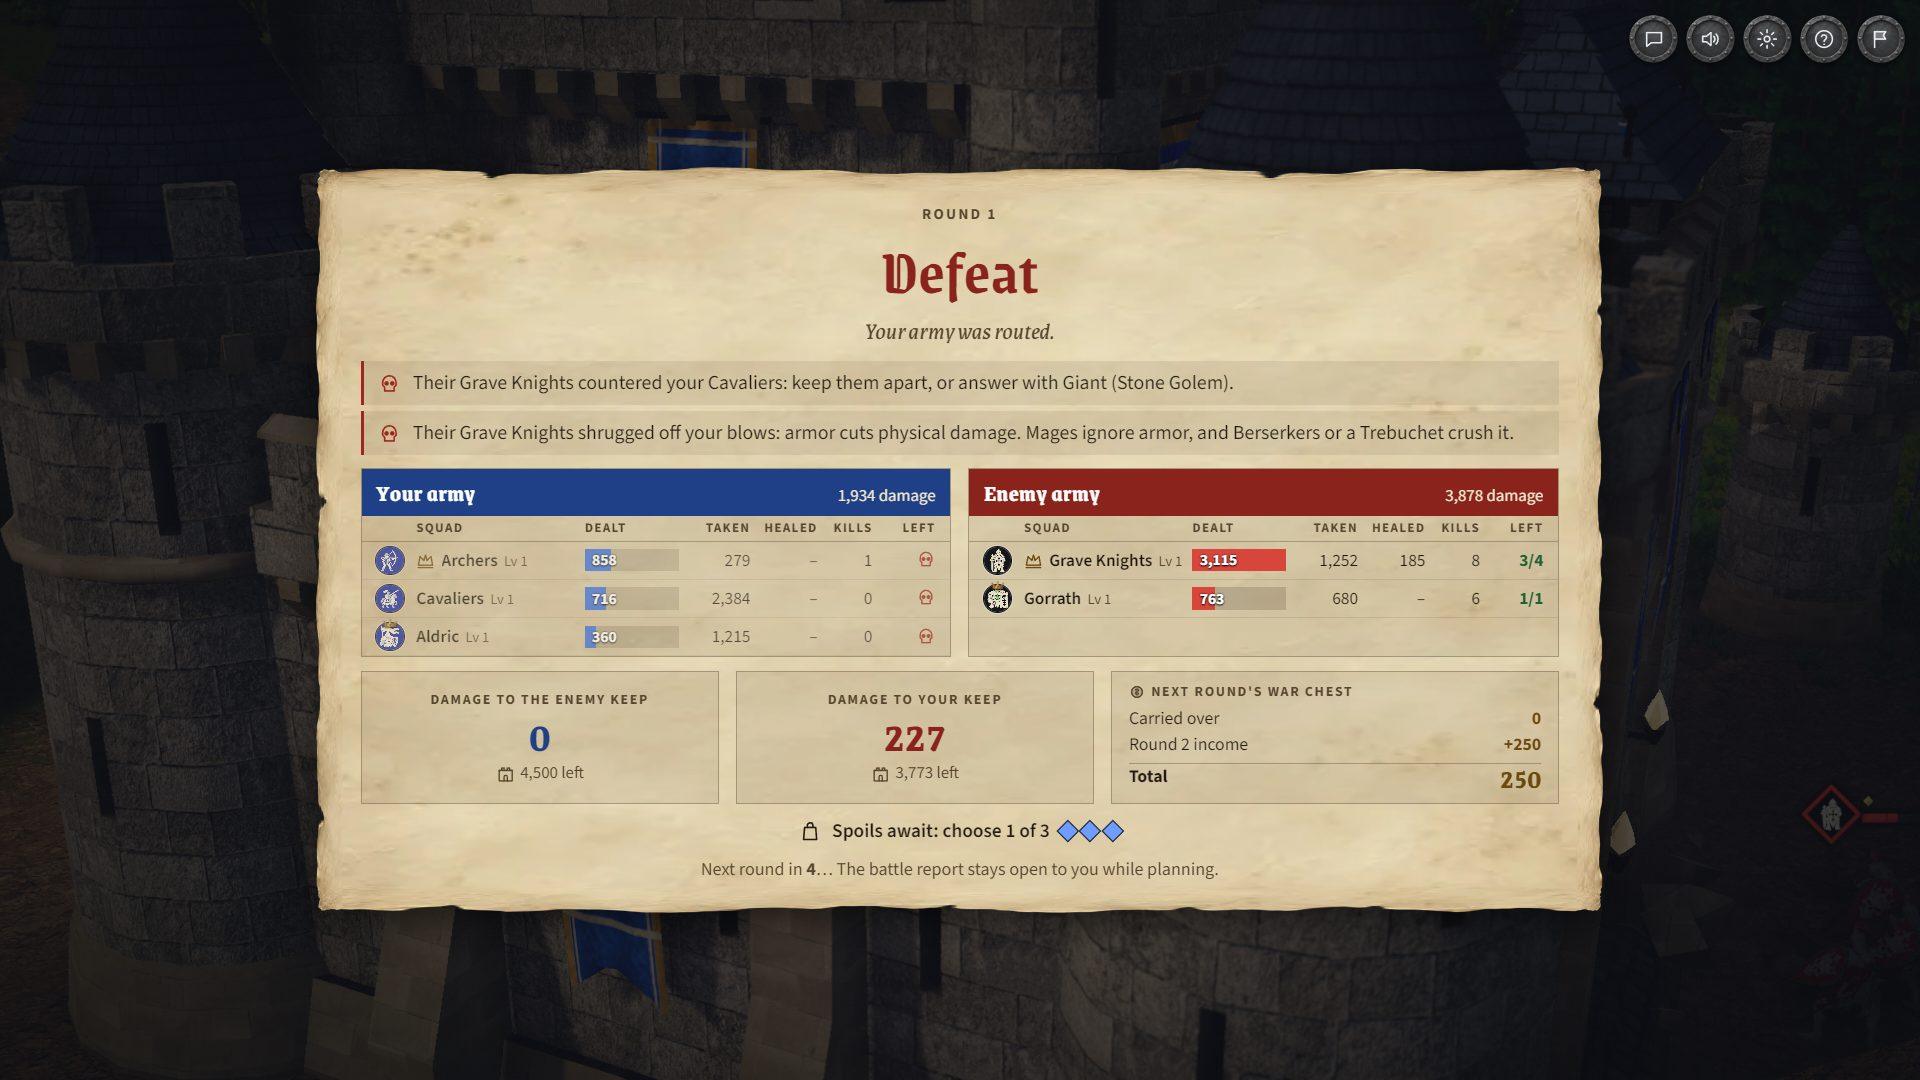 ROUND 1
Defeat
Your army was routed.
Their Grave Knights countered your Cavaliers: keep them apart, or answer with Giant (Stone Golem).
Their Grave Knights shrugged off your blows: armor cuts physical damage. Mages ignore armor, and Berserkers or a Trebuchet crush it.
Your army 1,934 damage
SQUAD DEALT TAKEN HEALED KILLS LEFT
Archers Lv 1 858 279 – 1
Cavaliers Lv 1 716 2,384 – 0
Aldric Lv 1 360 1,215 – 0
Enemy army 3,878 damage
SQUAD DEALT TAKEN HEALED KILLS LEFT
Grave Knights Lv 1 3,115 1,252 185 8 3/4
Gorrath Lv 1 763 680 – 6 1/1
DAMAGE TO THE ENEMY KEEP
0
4,500 left
DAMAGE TO YOUR KEEP
227
3,773 left
NEXT ROUND'S WAR CHEST
Carried over 0
Round 2 income +250
Total 250
Spoils await: choose 1 of 3
Next round in 4… The battle report stays open to you while planning.